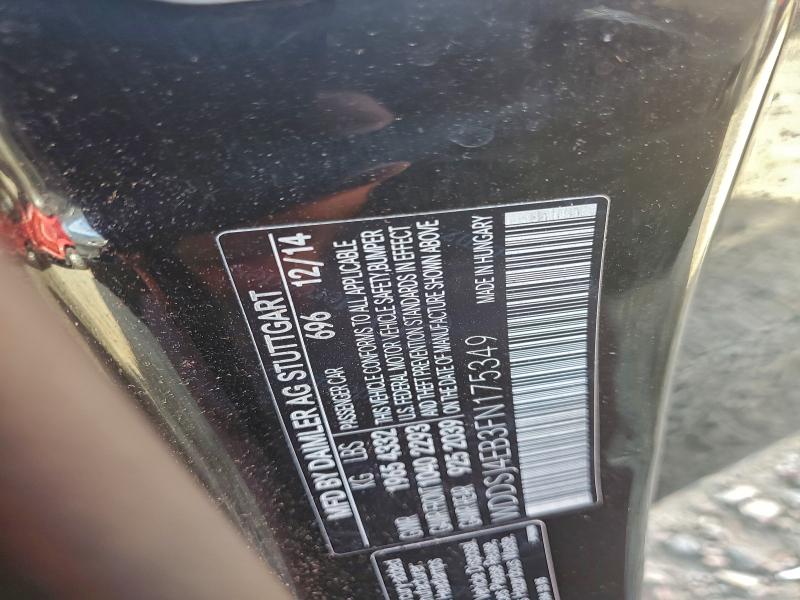 MFD BY DAIMLER AG STUTTGART
696 12/14
KG LBS PASSENGER CAR
GVWR 1965 4332
GAWR FRONT 1040 2293
GAWR REAR 925 2039
THIS VEHICLE CONFORMS TO ALL APPLICABLE
U.S. FEDERAL MOTOR VEHICLE SAFETY, BUMPER
AND THEFT PREVENTION STANDARDS IN EFFECT
ON THE DATE OF MANUFACTURE SHOWN ABOVE
WDDSJ4EB3FN175349
MADE IN HUNGARY